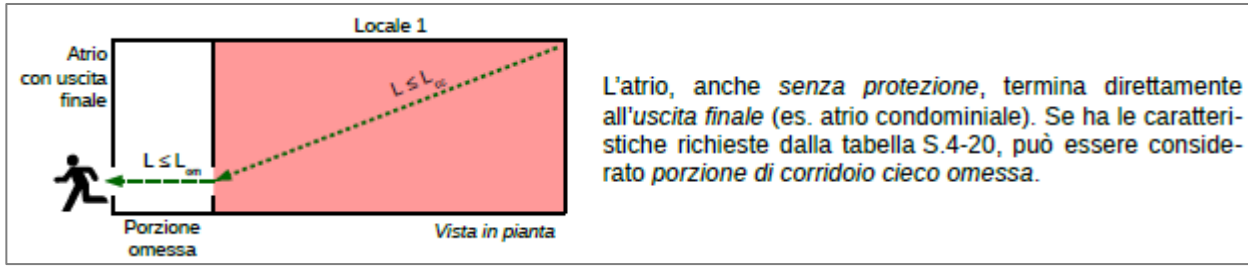 Locale 1
Atrio
con uscita
finale
L ≤ Lcc
L ≤ Lom
Porzione
omessa
Vista in pianta
L'atrio, anche senza protezione, termina direttamente
all'uscita finale (es. atrio condominiale). Se ha le caratteri-
stiche richieste dalla tabella S.4-20, può essere conside-
rato porzione di corridoio cieco omessa.